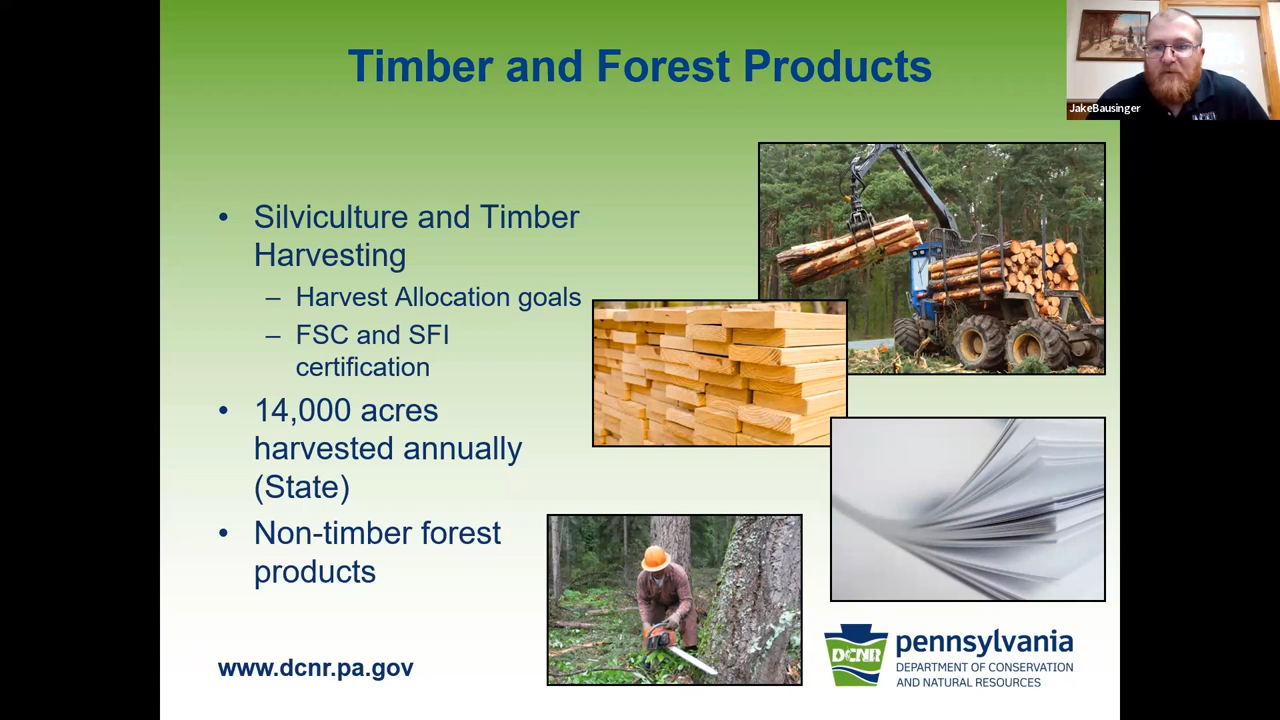 Timber and Forest Products
JakeBausinger
• Silviculture and Timber
Harvesting
– Harvest Allocation goals
– FSC and SFI
certification
• 14,000 acres
harvested annually
(State)
• Non-timber forest
products
www.dcnr.pa.gov
DCNR
pennsylvania
DEPARTMENT OF CONSERVATION
AND NATURAL RESOURCES